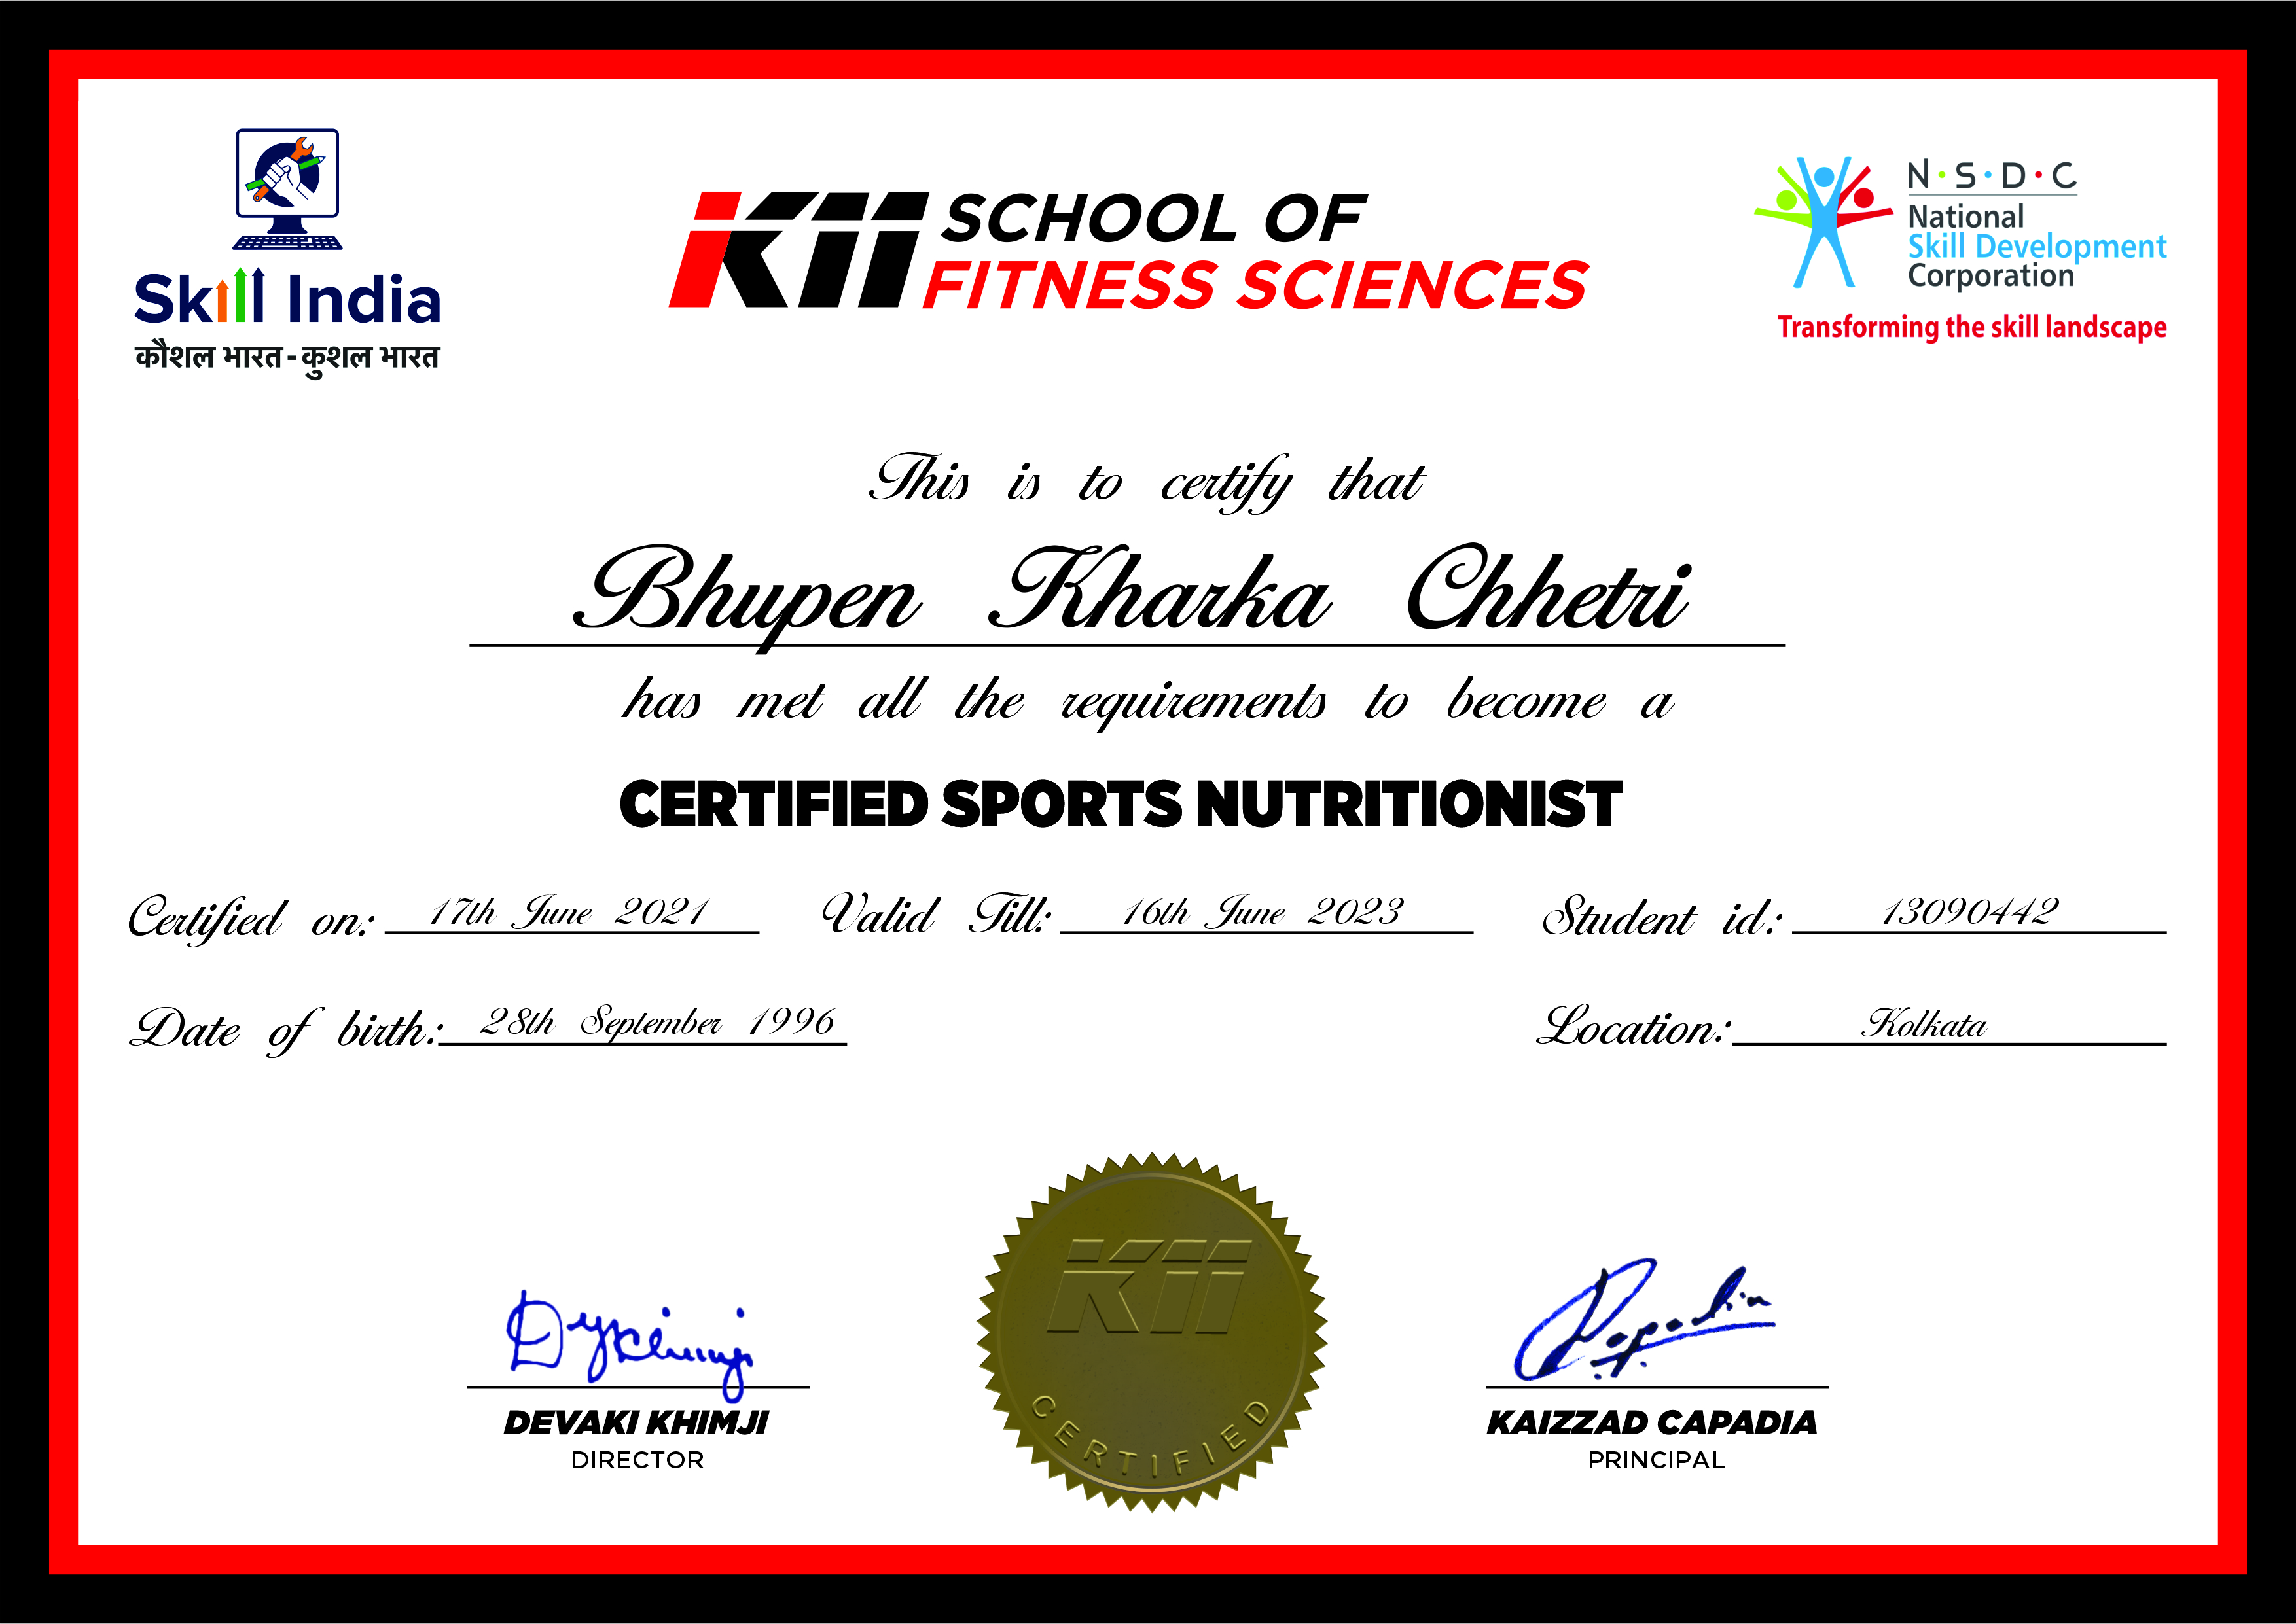 Skill India
कौशल भारत - कुशल भारत
K11 SCHOOL OF
FITNESS SCIENCES
N·S·D·C
National
Skill Development
Corporation
Transforming the skill landscape
This is to certify that
Bhupen Kharka Chhetri
has met all the requirements to become a
CERTIFIED SPORTS NUTRITIONIST
Certified on: 17th June 2021 Valid Till: 16th June 2023 Student id: 13090442
Date of birth: 28th September 1996 Location: Kolkata
K11
CERTIFIED
DEVAKI KHIMJI
DIRECTOR
KAIZZAD CAPADIA
PRINCIPAL